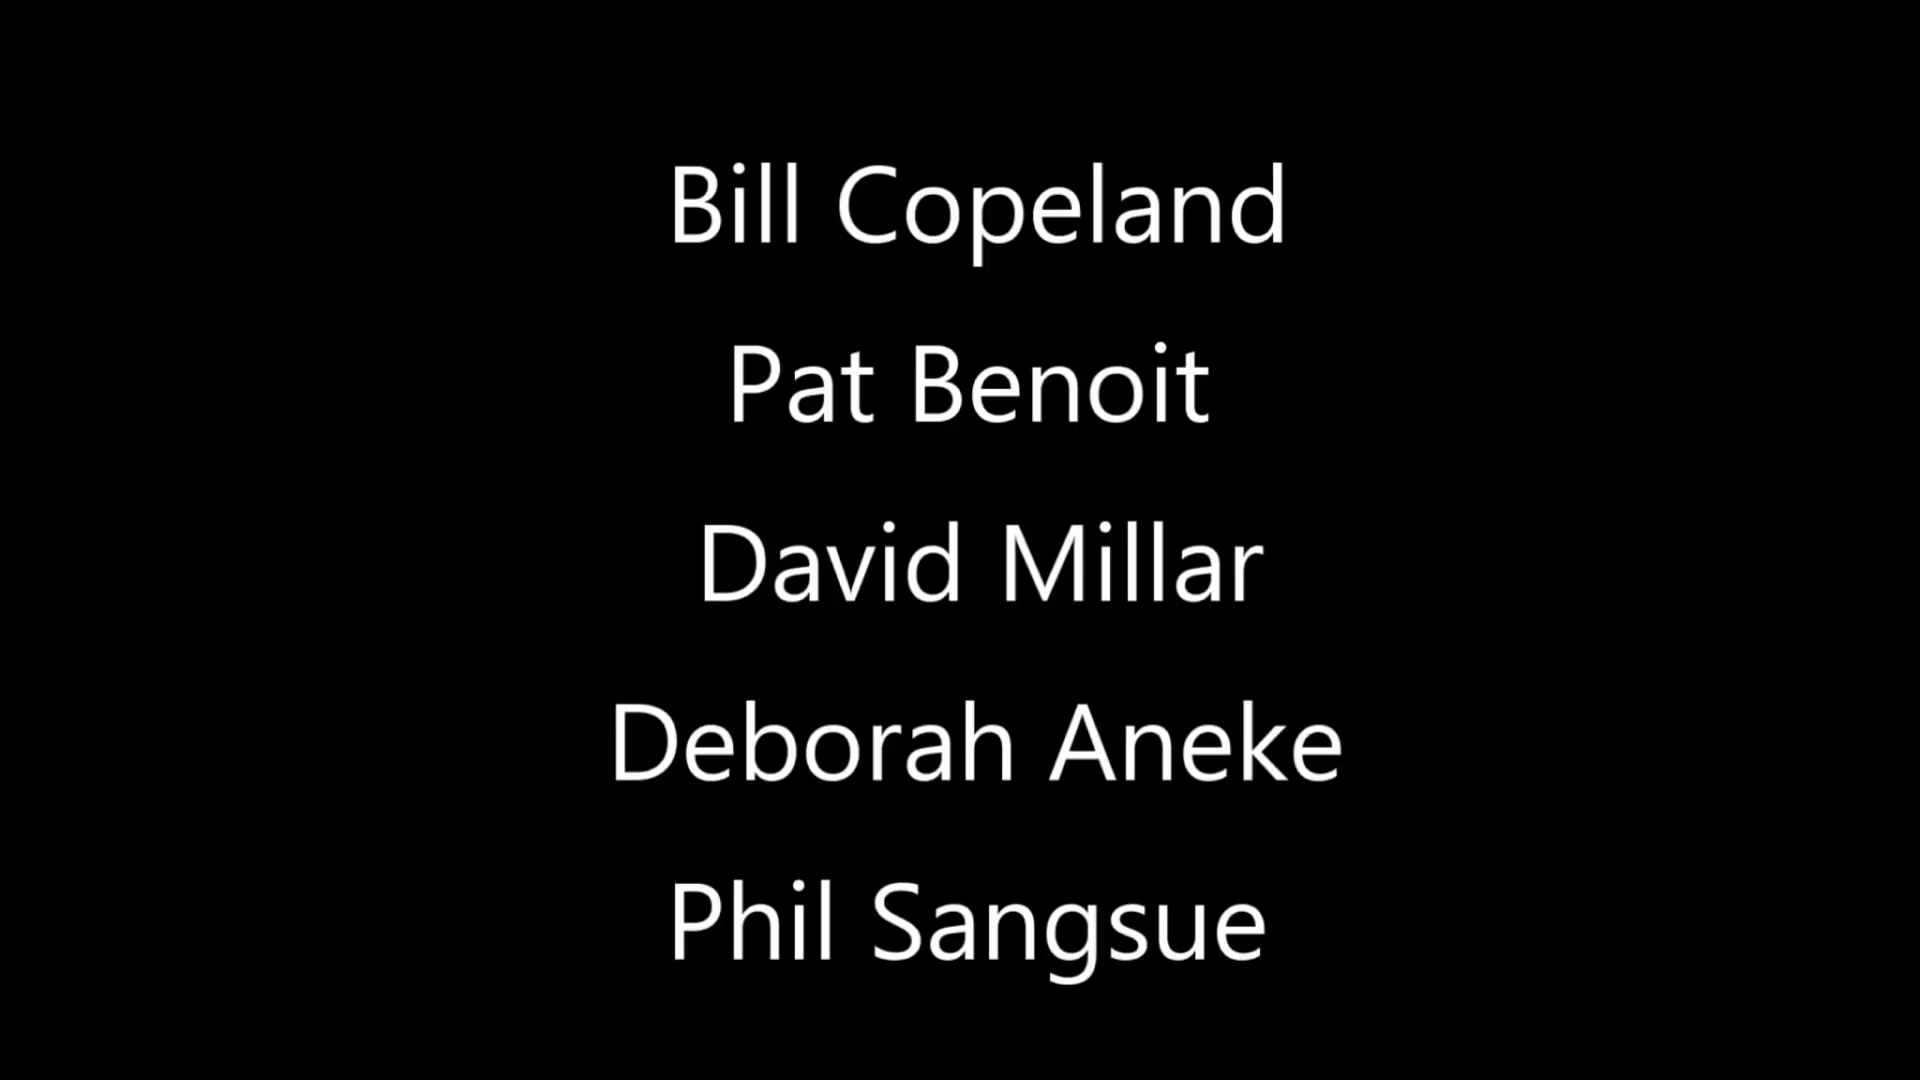 Bill Copeland
Pat Benoit
David Millar
Deborah Aneke
Phil Sangsue